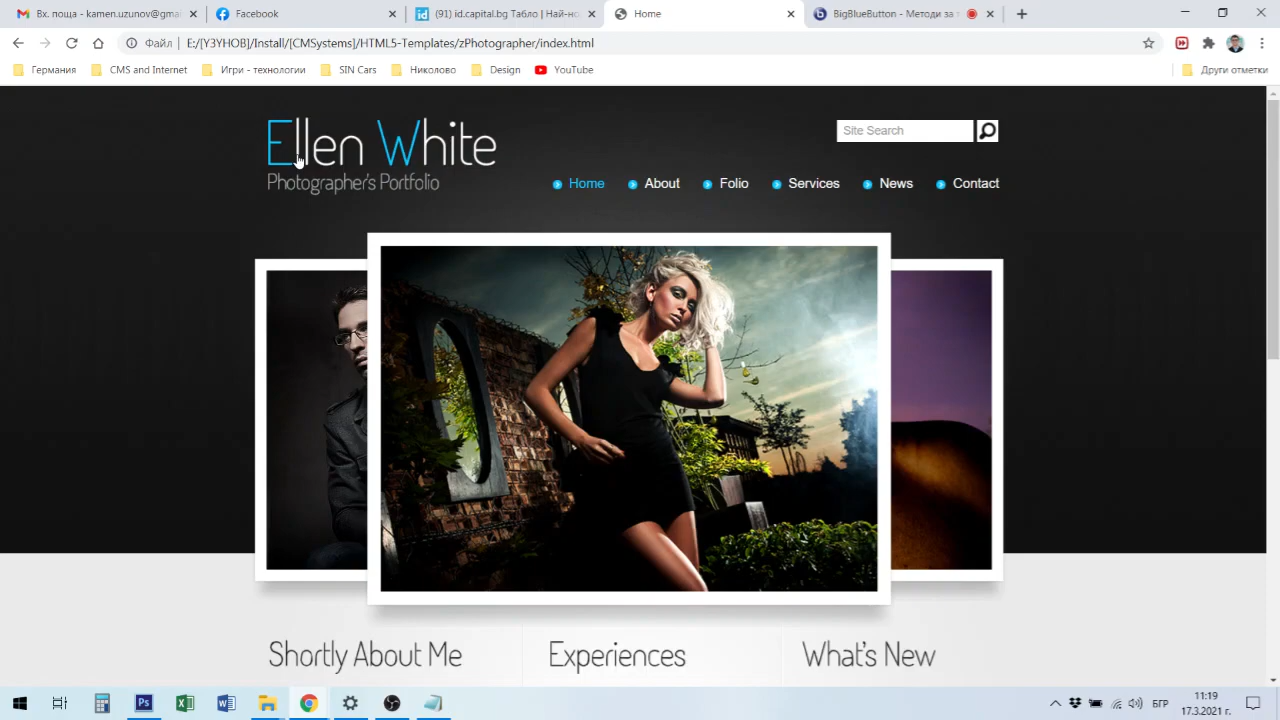 Вх. поща - kamen.uzunov@gmai
Facebook
(91) id.capital.bg Табло | Най-но
Home
BigBlueButton - Методи за т
Файл
E:/[Y3YHOB]/Install/[CMSystems]/HTML5-Templates/zPhotographer/index.html
Германия
CMS and Internet
Игри - технологии
SIN Cars
Николово
Design
YouTube
Други отметки
Ellen White
Photographer's Portfolio
Site Search
Home
About
Folio
Services
News
Contact
Shortly About Me
Experiences
What's New
БГР
11:19
17.3.2021 г.